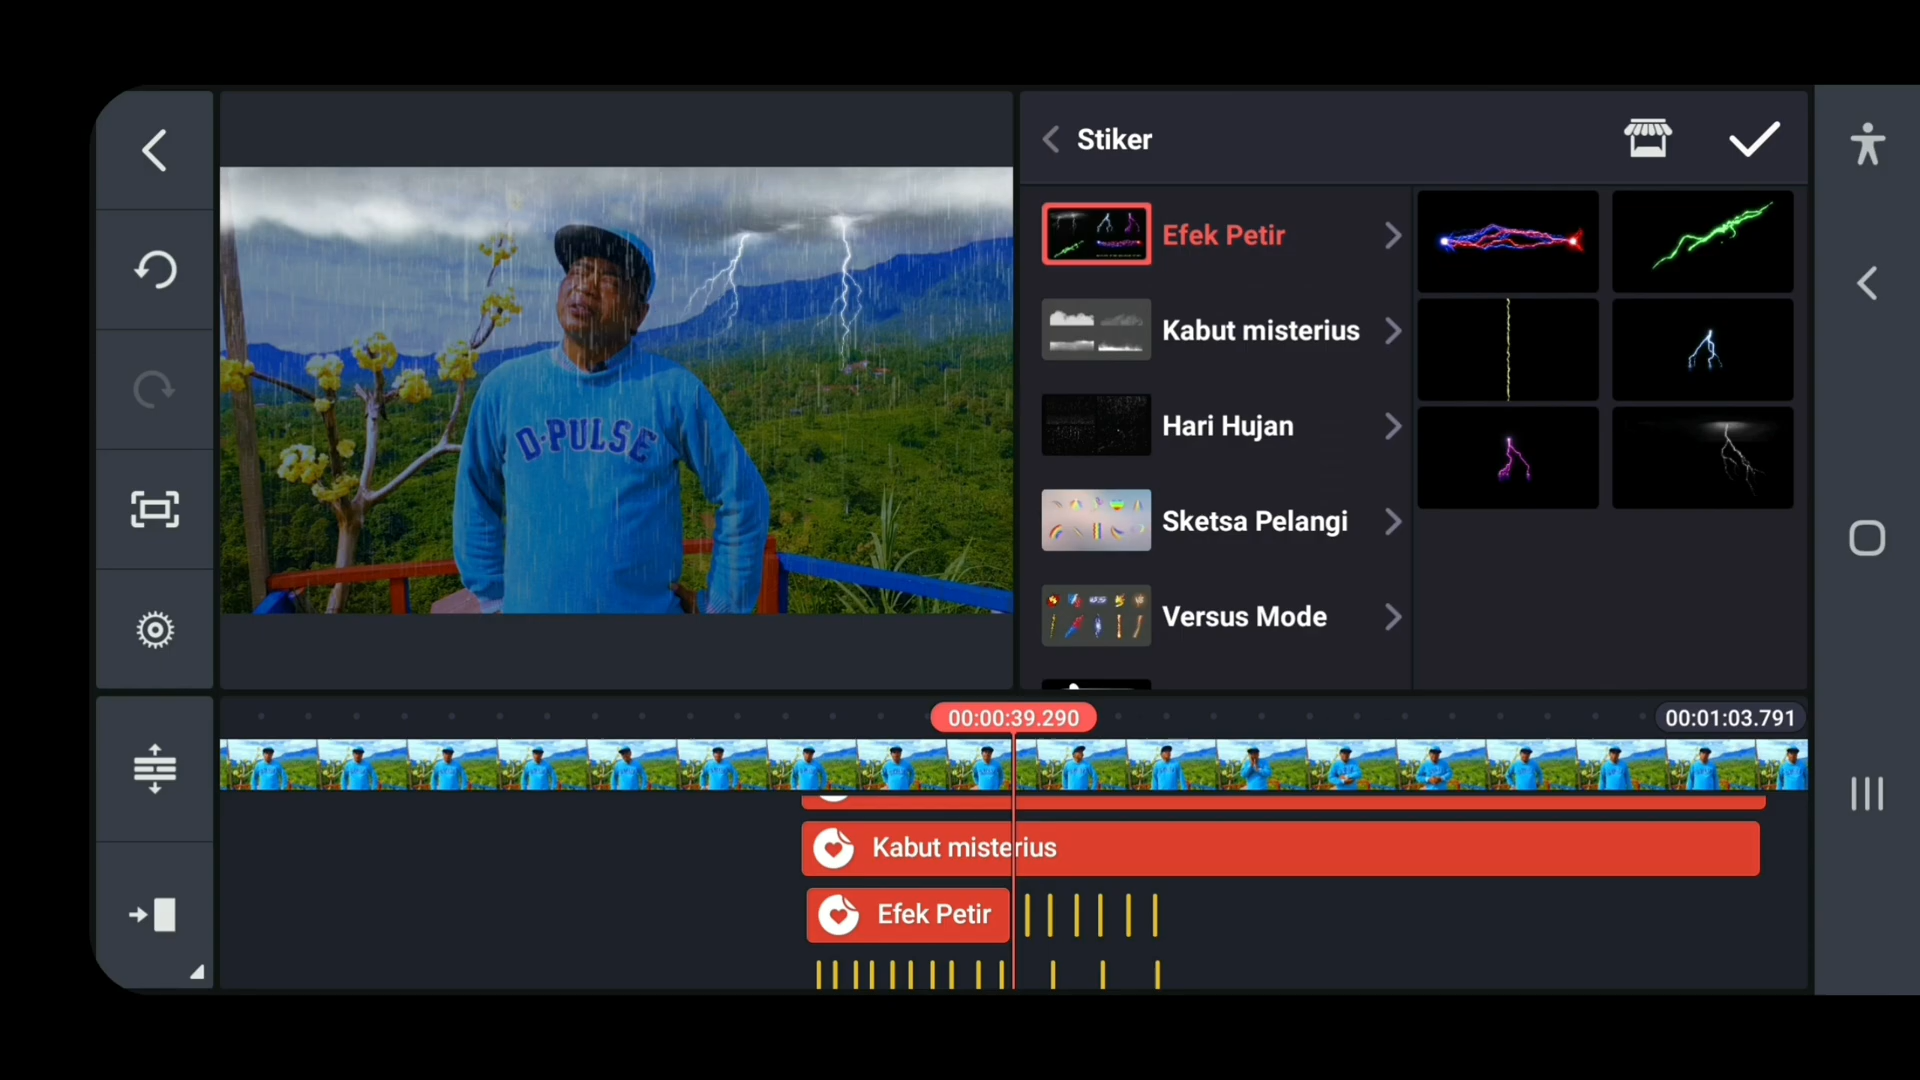 Stiker
Efek Petir
Kabut misterius
Hari Hujan
Sketsa Pelangi
Versus Mode
D-PULSE
00:00:39.290
00:01:03.791
Kabut misterius
Efek Petir